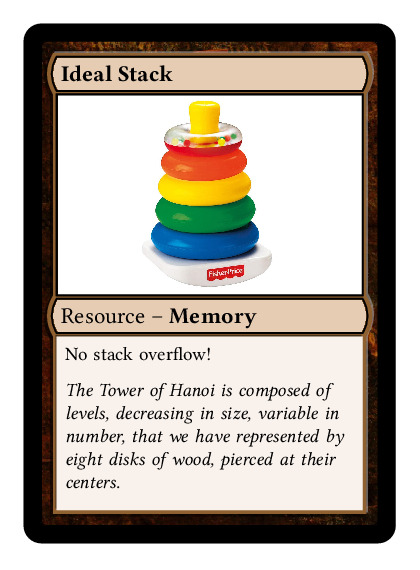 Ideal Stack
Fisher-Price
Resource – Memory
No stack overflow!
The Tower of Hanoi is composed of
levels, decreasing in size, variable in
number, that we have represented by
eight disks of wood, pierced at their
centers.